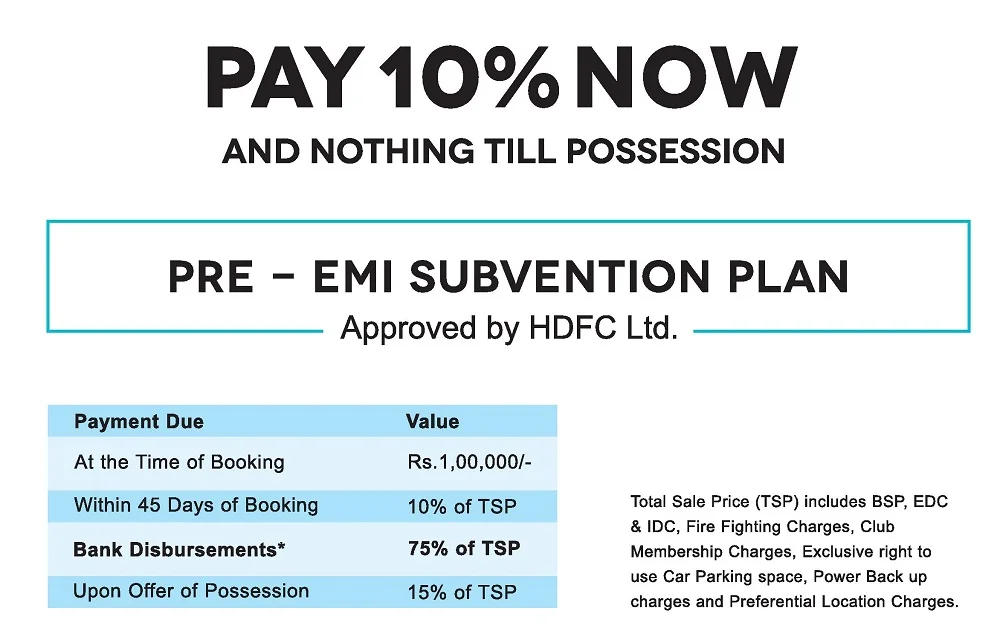 PAY 10% NOW
AND NOTHING TILL POSSESSION
PRE – EMI SUBVENTION PLAN
Approved by HDFC Ltd.
Payment Due Value
At the Time of Booking Rs.1,00,000/-
Within 45 Days of Booking 10% of TSP
Bank Disbursements* 75% of TSP
Upon Offer of Possession 15% of TSP
Total Sale Price (TSP) includes BSP, EDC
& IDC, Fire Fighting Charges, Club
Membership Charges, Exclusive right to
use Car Parking space, Power Back up
charges and Preferential Location Charges.